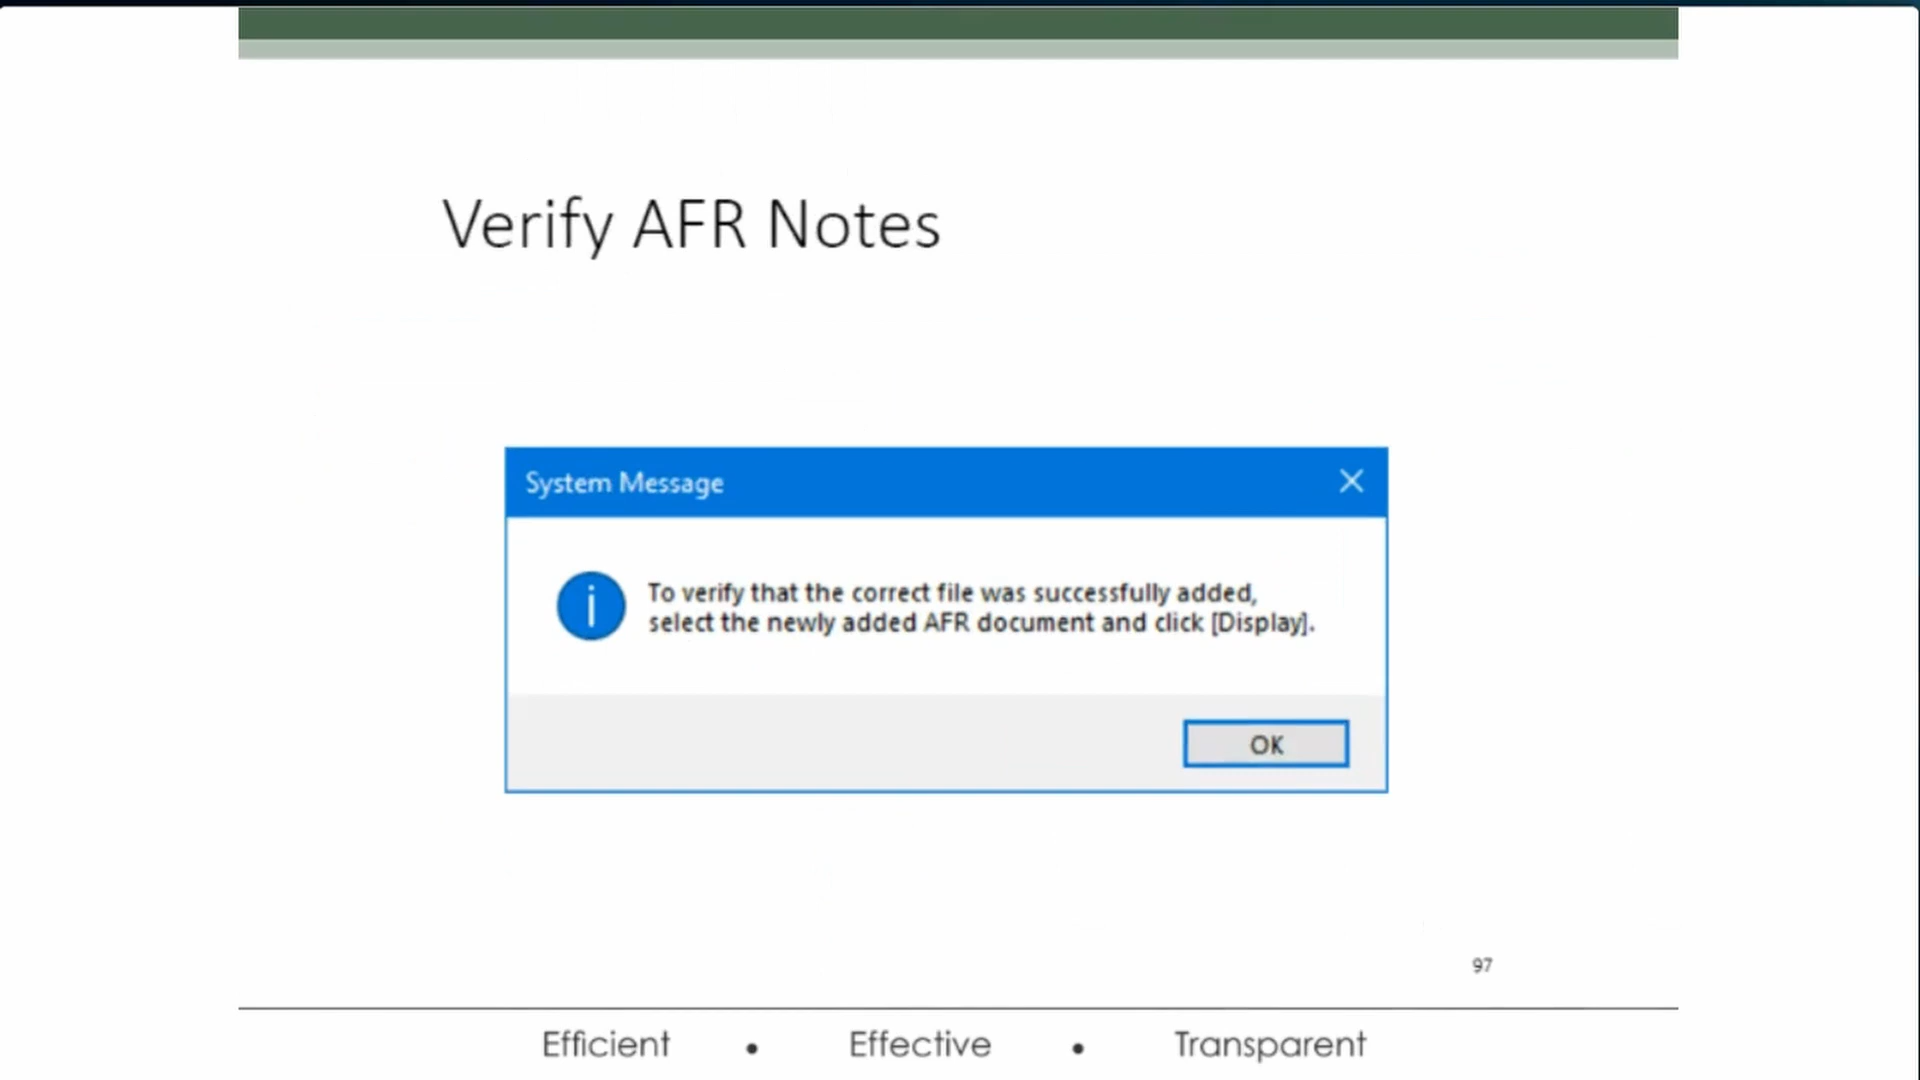 Verify AFR Notes
System Message
To verify that the correct file was successfully added,
select the newly added AFR document and click [Display].
OK
97
Efficient • Effective • Transparent